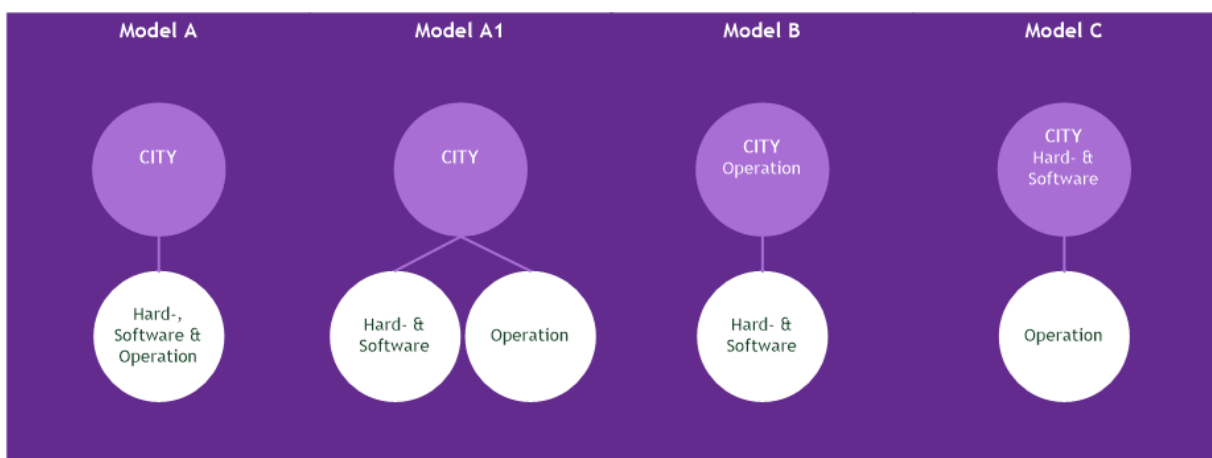 Model A
Model A1
Model B
Model C
CITY
CITY
CITY
Operation
CITY
Hard- &
Software
Hard-,
Software &
Operation
Hard- &
Software
Operation
Hard- &
Software
Operation